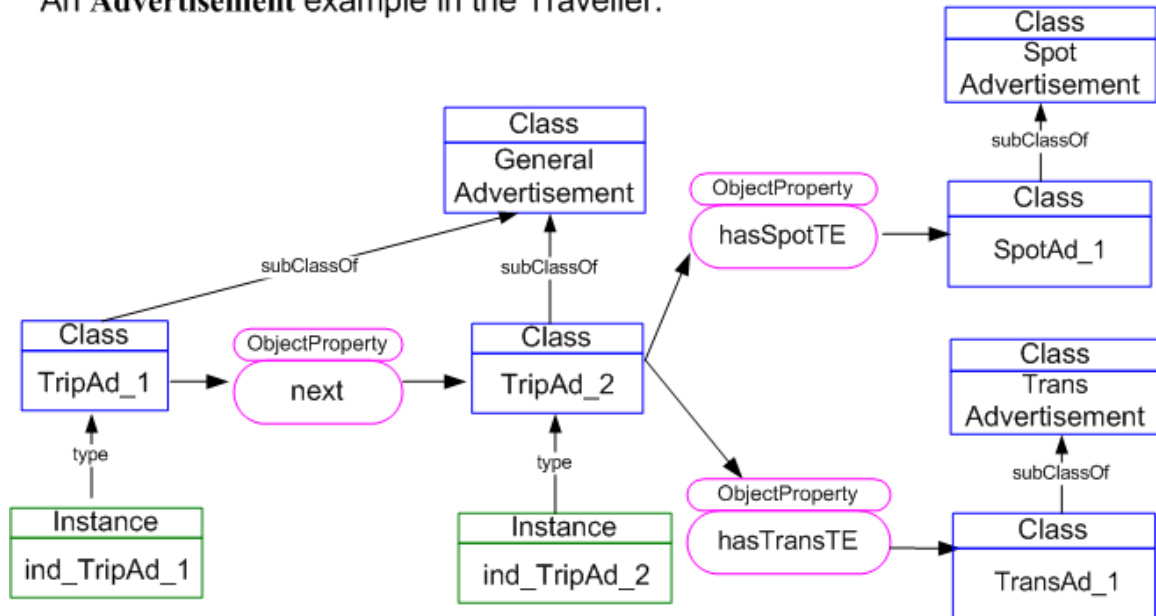 An Advertisement example in the Traveller.
Class
Spot
Advertisement
subClassOf
Class
General
Advertisement
ObjectProperty
hasSpotTE
Class
SpotAd_1
subClassOf
subClassOf
Class
TripAd_1
ObjectProperty
next
Class
TripAd_2
Class
Trans
Advertisement
subClassOf
type
type
ObjectProperty
hasTransTE
Class
TransAd_1
Instance
ind_TripAd_1
Instance
ind_TripAd_2